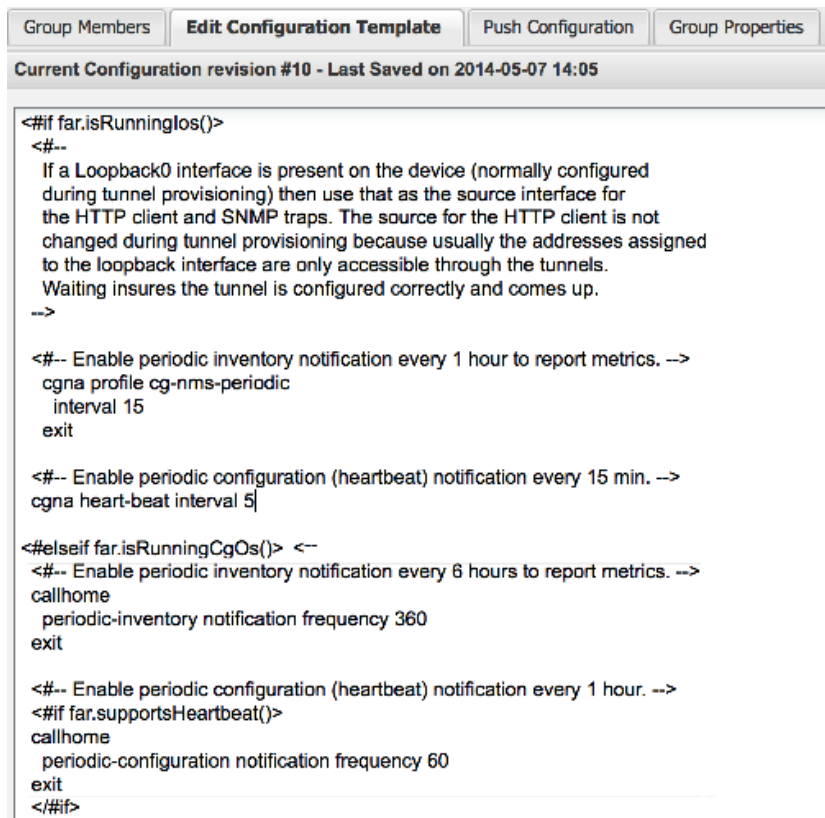 Group Members Edit Configuration Template Push Configuration Group Properties
Current Configuration revision #10 - Last Saved on 2014-05-07 14:05
<#if far.isRunningIos()>
<#--
If a Loopback0 interface is present on the device (normally configured
during tunnel provisioning) then use that as the source interface for
the HTTP client and SNMP traps. The source for the HTTP client is not
changed during tunnel provisioning because usually the addresses assigned
to the loopback interface are only accessible through the tunnels.
Waiting insures the tunnel is configured correctly and comes up.
-->
<#-- Enable periodic inventory notification every 1 hour to report metrics. -->
cgna profile cg-nms-periodic
interval 15
exit
<#-- Enable periodic configuration (heartbeat) notification every 15 min. -->
cgna heart-beat interval 5
<#elseif far.isRunningCgOs()> <--
<#-- Enable periodic inventory notification every 6 hours to report metrics. -->
callhome
periodic-inventory notification frequency 360
exit
<#-- Enable periodic configuration (heartbeat) notification every 1 hour. -->
<#if far.supportsHeartbeat()>
callhome
periodic-configuration notification frequency 60
exit
</#if>